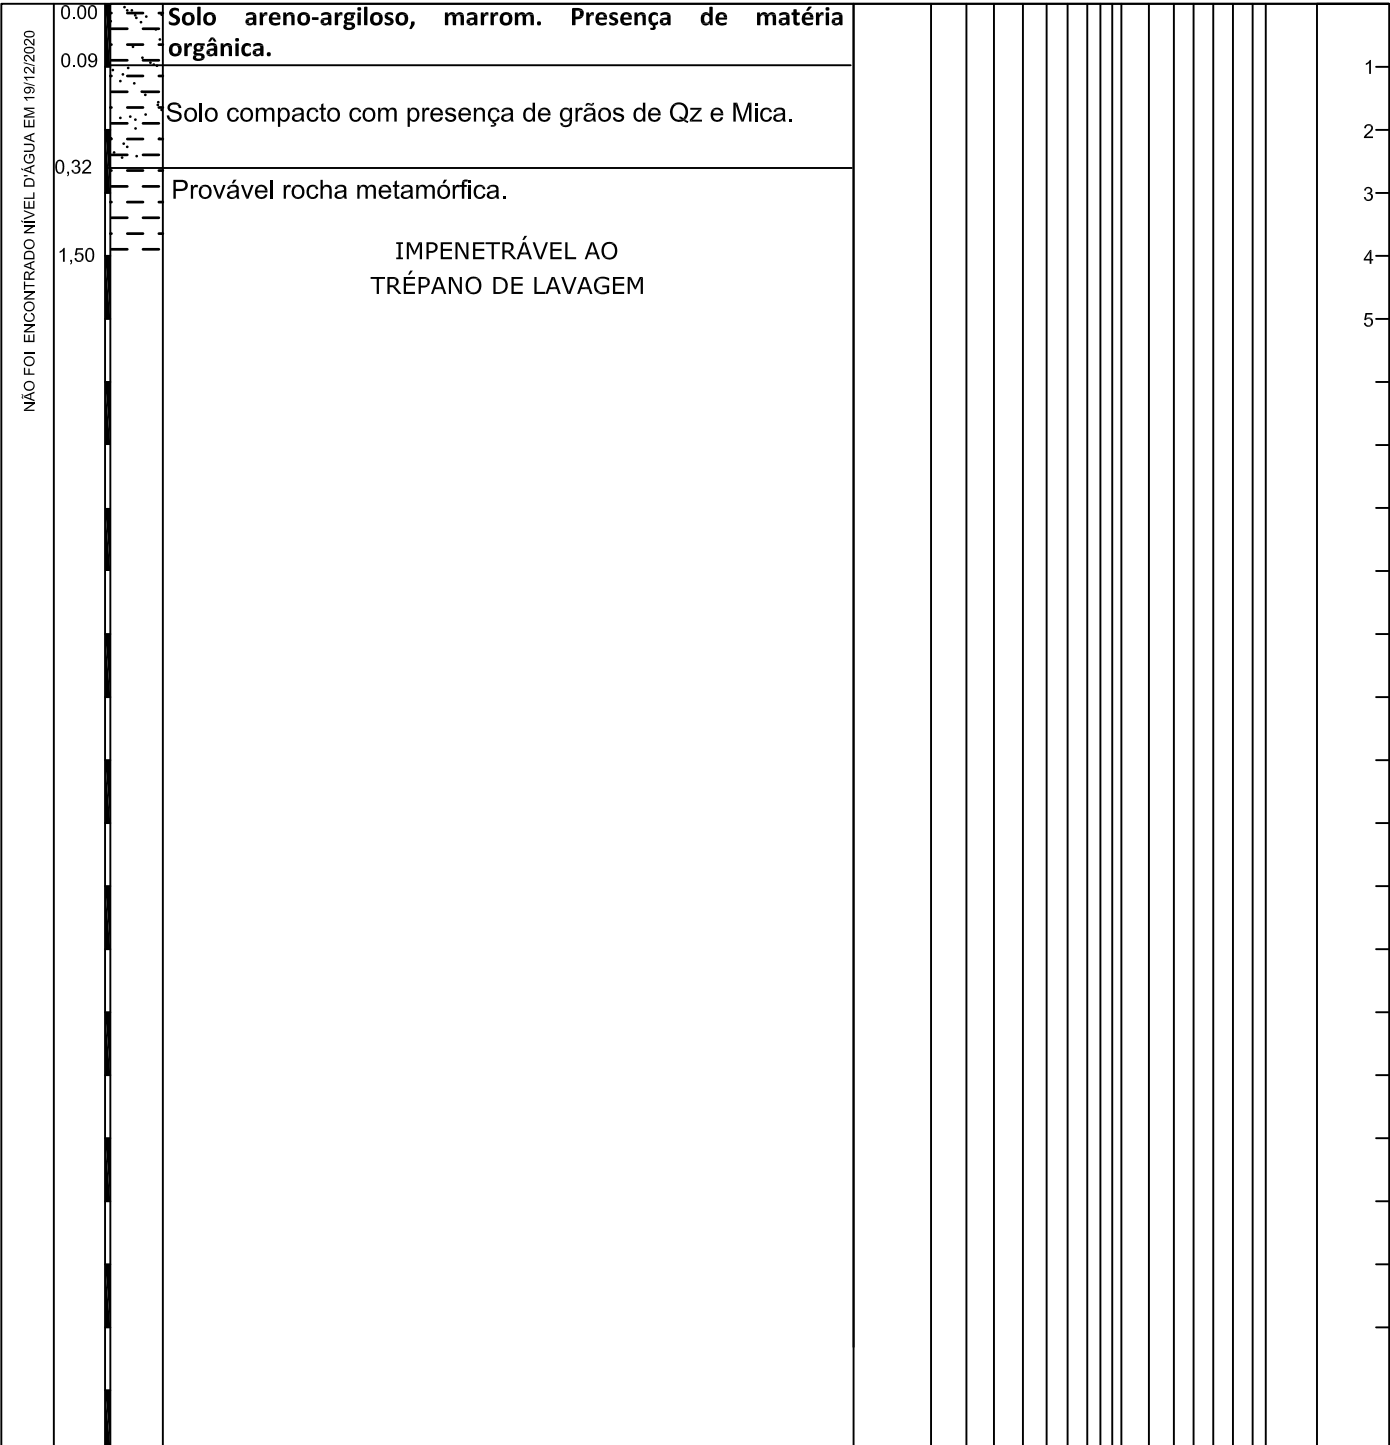 NÃO FOI ENCONTRADO NÍVEL D'ÁGUA EM 19/12/2020
0.00
Solo areno-argiloso, marrom. Presença de matéria
orgânica.
0.09
1
Solo compacto com presença de grãos de Qz e Mica.
2
0,32
Provável rocha metamórfica.
3
1,50
IMPENETRÁVEL AO
4
TRÉPANO DE LAVAGEM
5